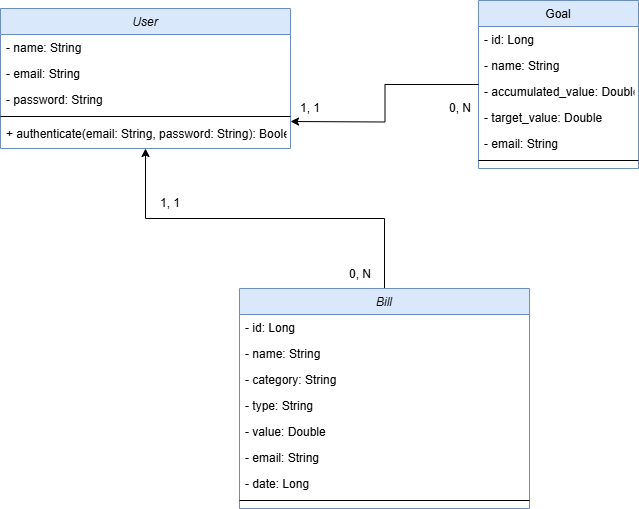 User
- name: String
- email: String
- password: String
+ authenticate(email: String, password: String): Boole
1, 1
0, N
Goal
- id: Long
- name: String
- accumulated_value: Double
- target_value: Double
- email: String
1, 1
0, N
Bill
- id: Long
- name: String
- category: String
- type: String
- value: Double
- email: String
- date: Long